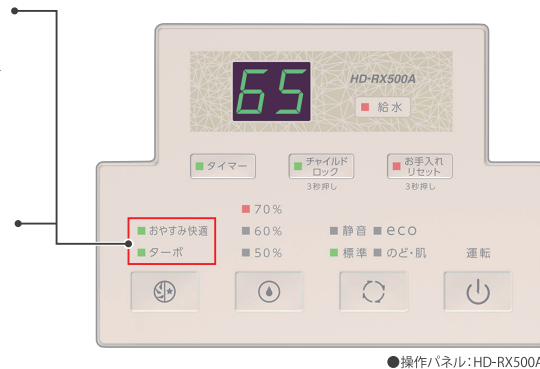 65
HD-RX500A
給水
タイマー
チャイルド
ロック
3秒押し
お手入れ
リセット
3秒押し
おやすみ快適
ターボ
70%
60%
50%
静音 eco
標準 のど・肌
運転
●操作パネル:HD-RX500A